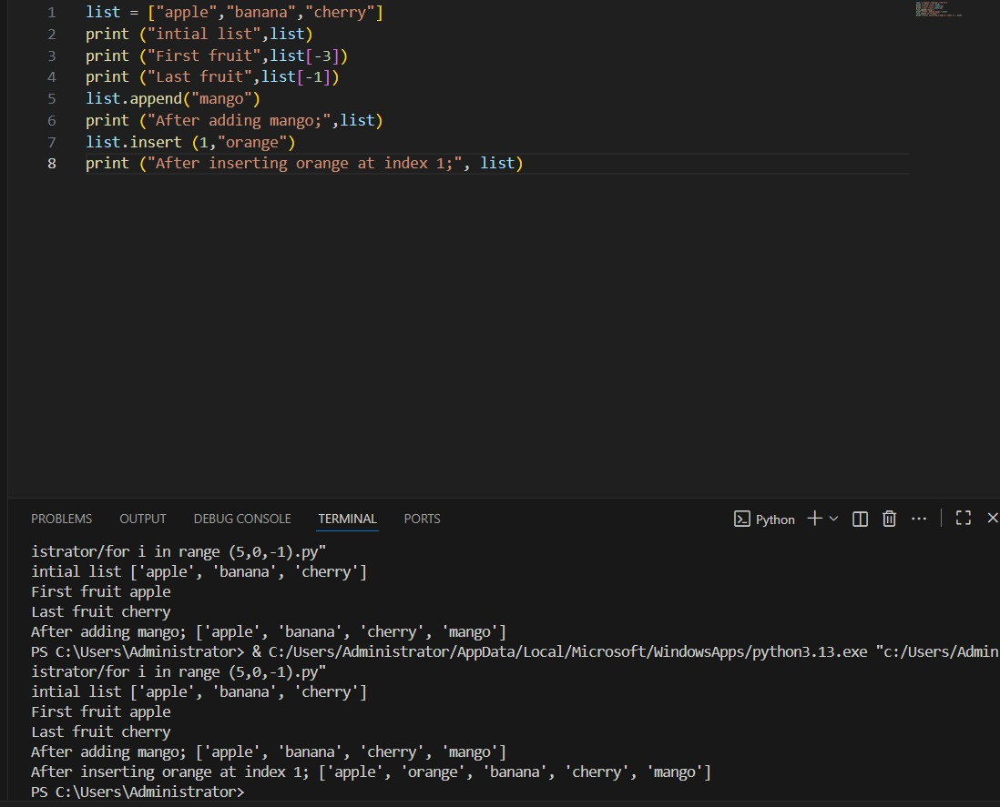 1 list = ["apple","banana","cherry"]
2 print ("intial list",list)
3 print ("First fruit",list[-3])
4 print ("Last fruit",list[-1])
5 list.append("mango")
6 print ("After adding mango;",list)
7 list.insert (1,"orange")
8 print ("After inserting orange at index 1;", list)
PROBLEMS OUTPUT DEBUG CONSOLE TERMINAL PORTS Python
istrator/for i in range (5,0,-1).py"
intial list ['apple', 'banana', 'cherry']
First fruit apple
Last fruit cherry
After adding mango; ['apple', 'banana', 'cherry', 'mango']
PS C:\Users\Administrator> & C:/Users/Administrator/AppData/Local/Microsoft/WindowsApps/python3.13.exe "c:/Users/Admin
istrator/for i in range (5,0,-1).py"
intial list ['apple', 'banana', 'cherry']
First fruit apple
Last fruit cherry
After adding mango; ['apple', 'banana', 'cherry', 'mango']
After inserting orange at index 1; ['apple', 'orange', 'banana', 'cherry', 'mango']
PS C:\Users\Administrator>